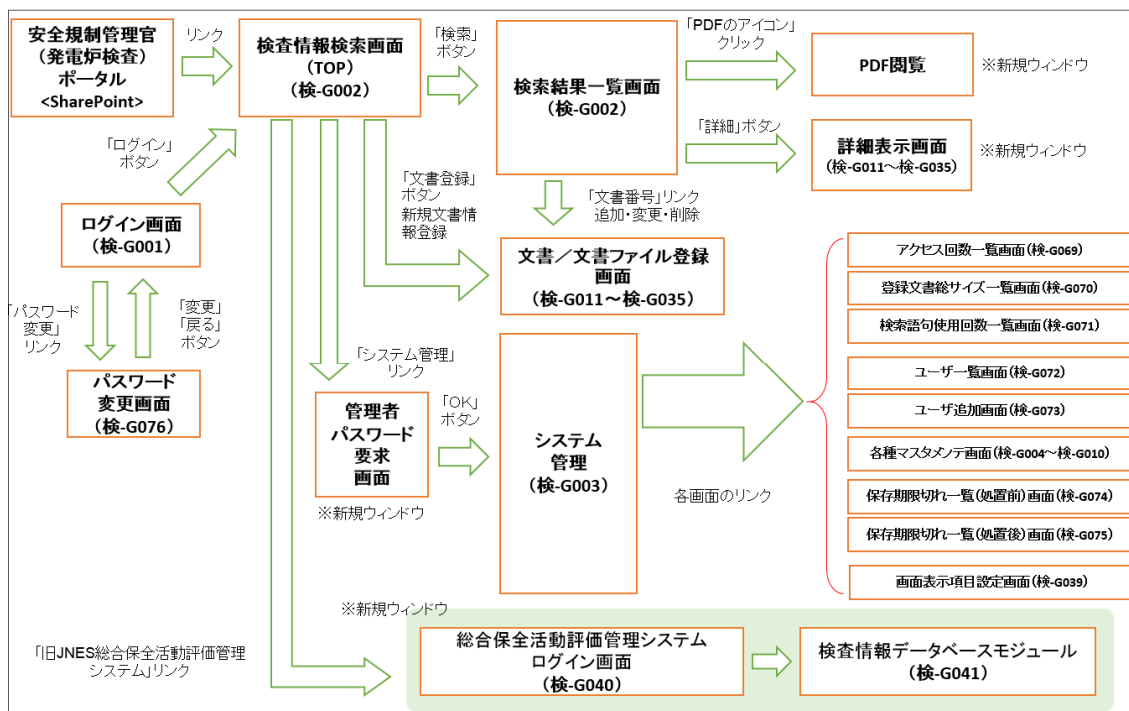 安全規制管理官
(発電炉検査)
ポータル
<SharePoint>
リンク
検査情報検索画面
(TOP)
(検-G002)
「検索」
ボタン
検索結果一覧画面
(検-G002)
「PDFのアイコン」
クリック
PDF閲覧
※新規ウィンドウ
「詳細」ボタン
詳細表示画面
(検-G011～検-G035)
※新規ウィンドウ
「ログイン」
ボタン
ログイン画面
(検-G001)
「パスワード
変更」
リンク
「変更」
「戻る」
ボタン
パスワード
変更画面
(検-G076)
「文書登録」
ボタン
新規文書情
報登録
「文書番号」リンク
追加・変更・削除
文書／文書ファイル登録
画面
(検-G011～検-G035)
「システム管理」
リンク
管理者
パスワード
要求
画面
※新規ウィンドウ
「OK」
ボタン
システム
管理
(検-G003)
各画面のリンク
アクセス回数一覧画面(検-G069)
登録文書総サイズ一覧画面(検-G070)
検索語句使用回数一覧画面(検-G071)
ユーザ一覧画面(検-G072)
ユーザ追加画面(検-G073)
各種マスタメンテ画面(検-G004～検-G010)
保存期限切れ一覧(処置前)画面(検-G074)
保存期限切れ一覧(処置後)画面(検-G075)
画面表示項目設定画面(検-G039)
※新規ウィンドウ
「旧JNES総合保全活動評価管理
システム」リンク
総合保全活動評価管理システム
ログイン画面
(検-G040)
検査情報データベースモジュール
(検-G041)